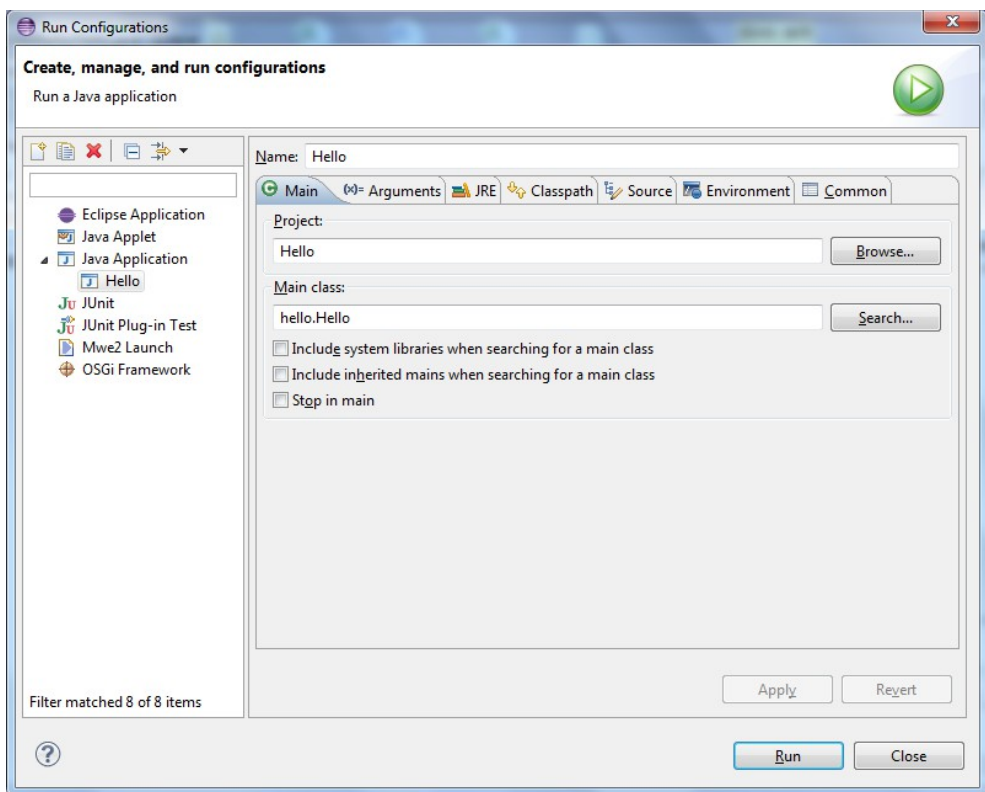 Run Configurations
Create, manage, and run configurations
Run a Java application
Name: Hello
Main (x)= Arguments JRE Classpath Source Environment Common
Eclipse Application
Java Applet
Java Application
Hello
JU JUnit
JU JUnit Plug-in Test
Mwe2 Launch
OSGi Framework
Filter matched 8 of 8 items
Project:
Hello Browse...
Main class:
hello.Hello Search...
Include system libraries when searching for a main class
Include inherited mains when searching for a main class
Stop in main
Apply Revert
? Run Close